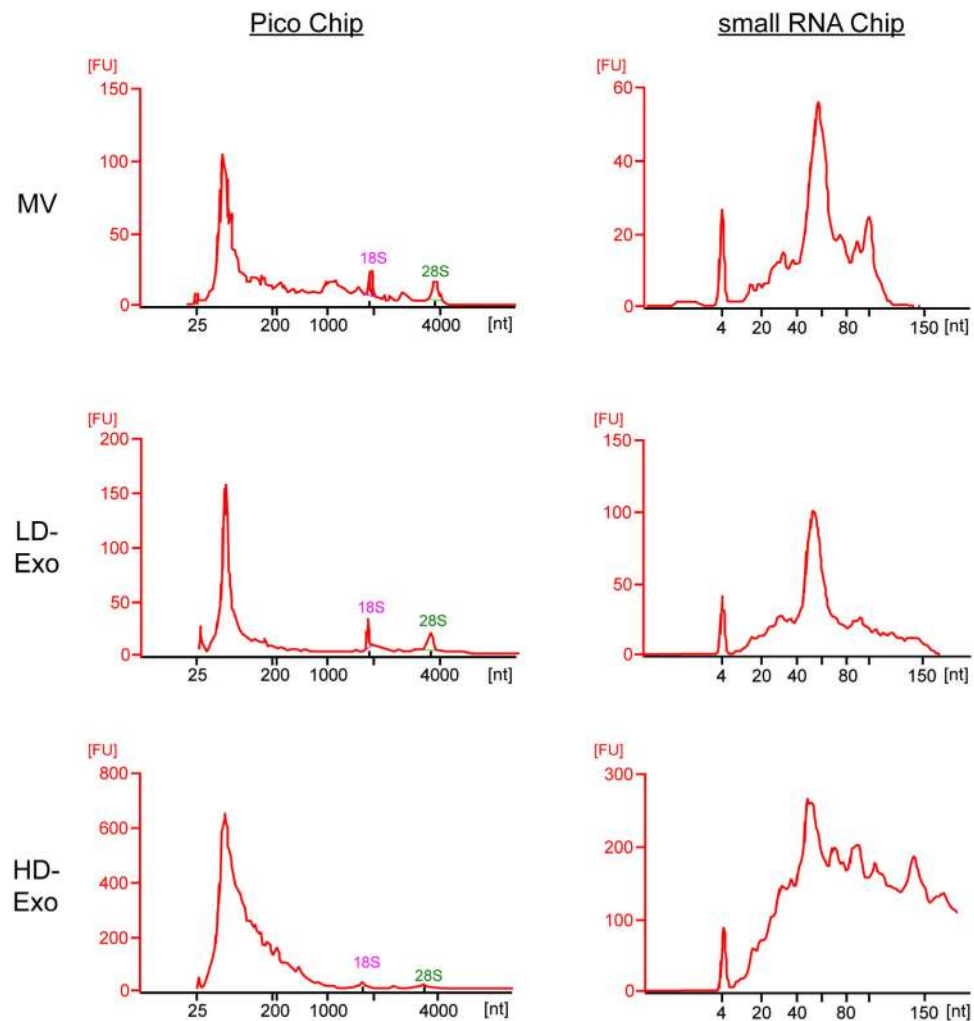 Pico Chip
small RNA Chip
MV
[FU]
150
100
50
0
18S
28S
25 200 1000 4000 [nt]
[FU]
60
40
20
0
4 20 40 80 150 [nt]
LD-
Exo
[FU]
200
150
100
50
0
18S
28S
25 200 1000 4000 [nt]
[FU]
150
100
50
0
4 20 40 80 150 [nt]
HD-
Exo
[FU]
800
600
400
200
0
18S
28S
25 200 1000 4000 [nt]
[FU]
300
200
100
0
4 20 40 80 150 [nt]